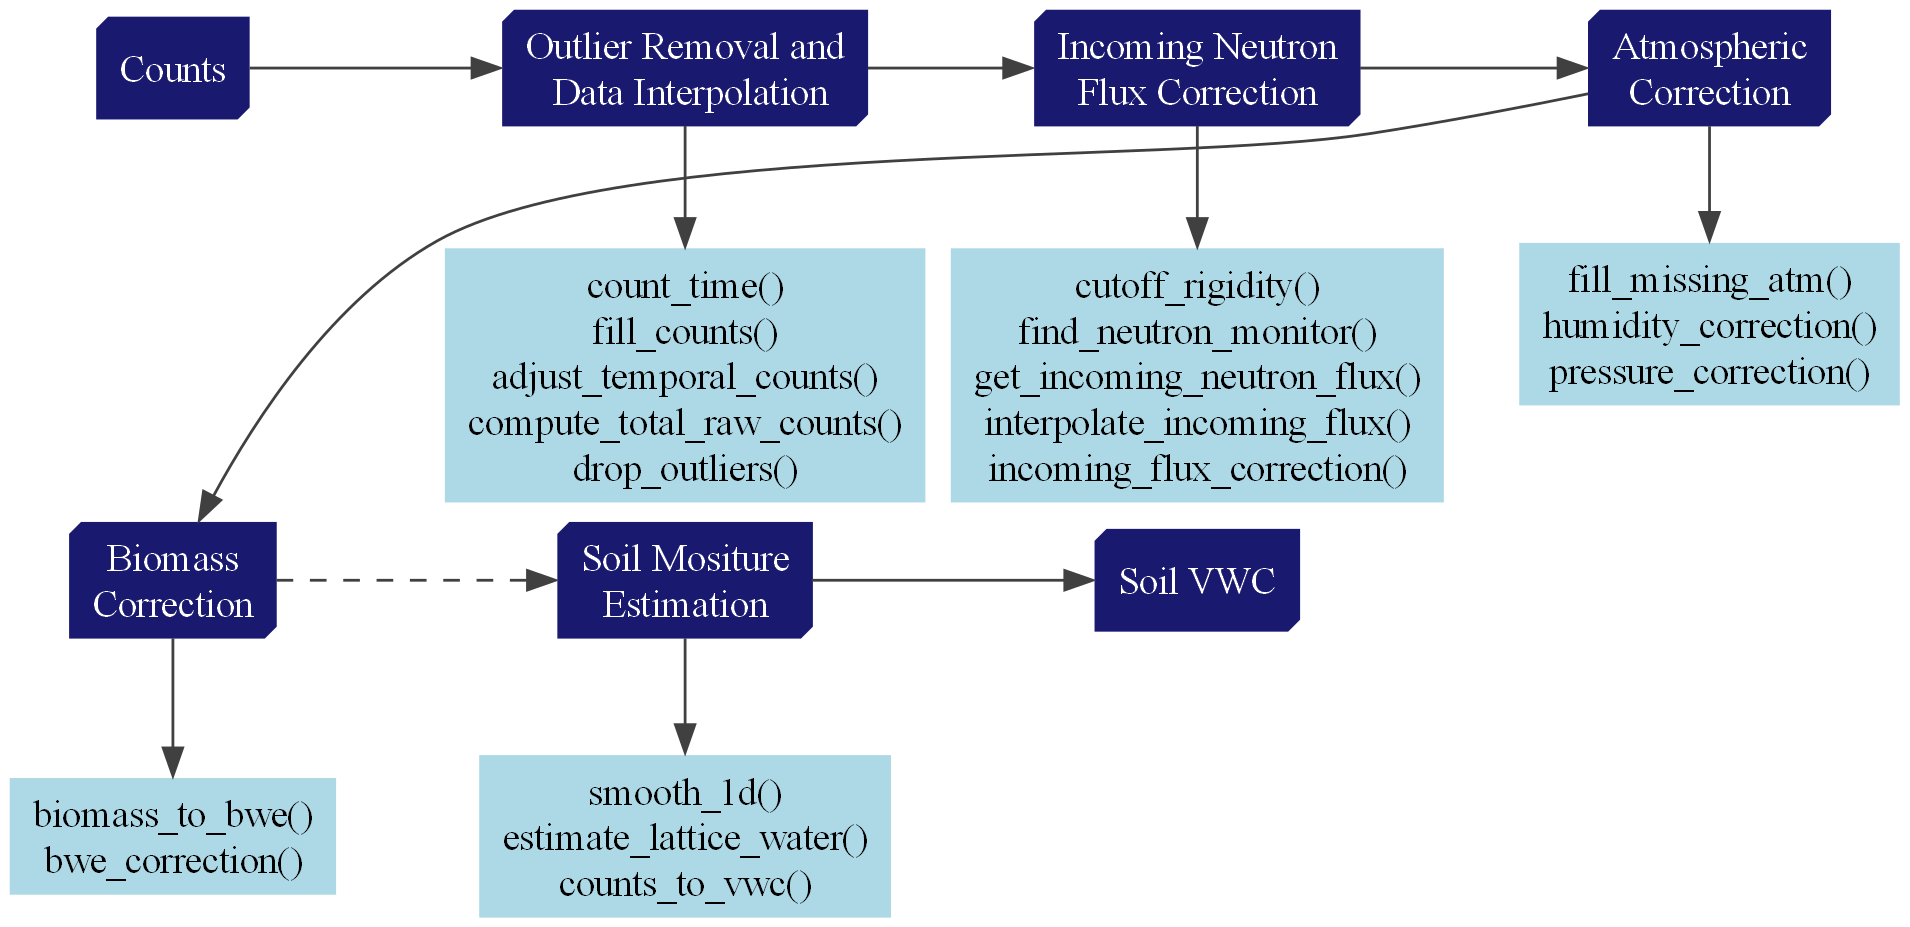 Counts
Outlier Removal and
Data Interpolation
Incoming Neutron
Flux Correction
Atmospheric
Correction
count_time()
fill_counts()
adjust_temporal_counts()
compute_total_raw_counts()
drop_outliers()
cutoff_rigidity()
find_neutron_monitor()
get_incoming_neutron_flux()
interpolate_incoming_flux()
incoming_flux_correction()
fill_missing_atm()
humidity_correction()
pressure_correction()
Biomass
Correction
Soil Mositure
Estimation
Soil VWC
biomass_to_bwe()
bwe_correction()
smooth_1d()
estimate_lattice_water()
counts_to_vwc()